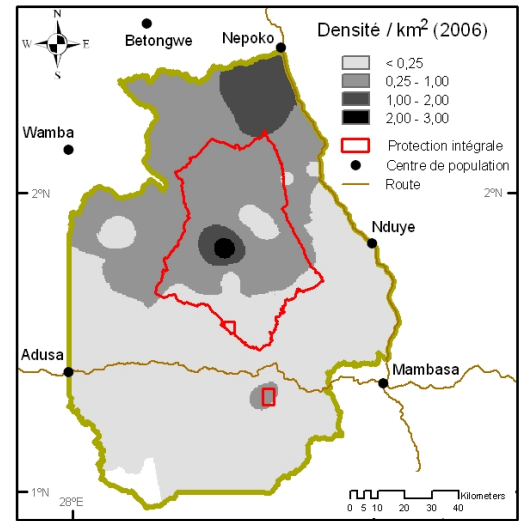 N
W E
S
Betongwe
Nepoko
Densité / km² (2006)
< 0,25
0,25 - 1,00
1,00 - 2,00
2,00 - 3,00
Protection intégrale
Centre de population
Route
Wamba
2°
2°N
Nduye
Adusa
Mambasa
1°N
28°E
Kilometers
0 5 10 20 30 40